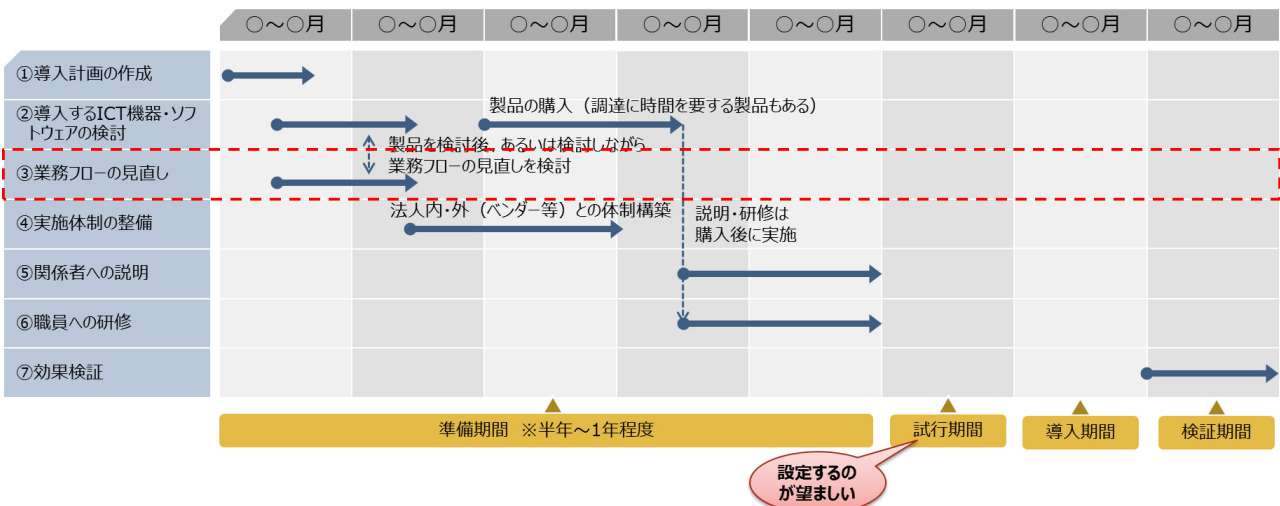 ○～○月 ○～○月 ○～○月 ○～○月 ○～○月 ○～○月 ○～○月 ○～○月
①導入計画の作成
②導入するICT機器・ソフ
トウェアの検討
製品の購入（調達に時間を要する製品もある）
製品を検討後、あるいは検討しながら
業務フローの見直しを検討
③業務フローの見直し
④実施体制の整備
法人内・外（ベンダー等）との体制構築
説明・研修は
購入後に実施
⑤関係者への説明
⑥職員への研修
⑦効果検証
準備期間 ※半年～1年程度
試行期間
導入期間
検証期間
設定するの
が望ましい